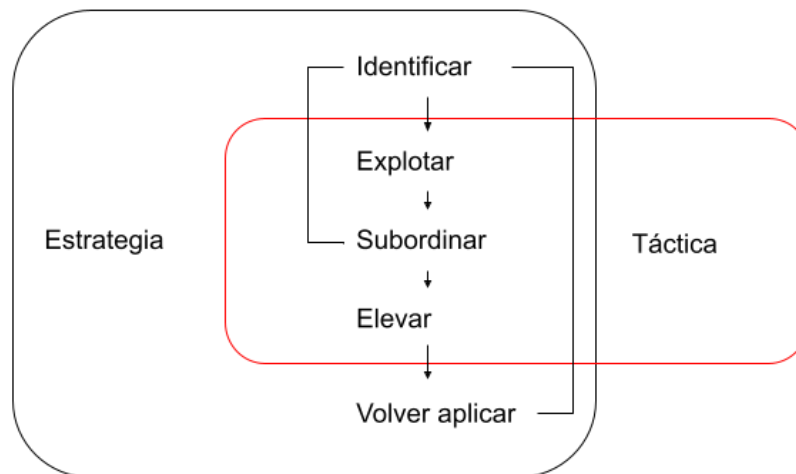 Identificar
Explotar
Estrategia
Subordinar
Táctica
Elevar
Volver aplicar